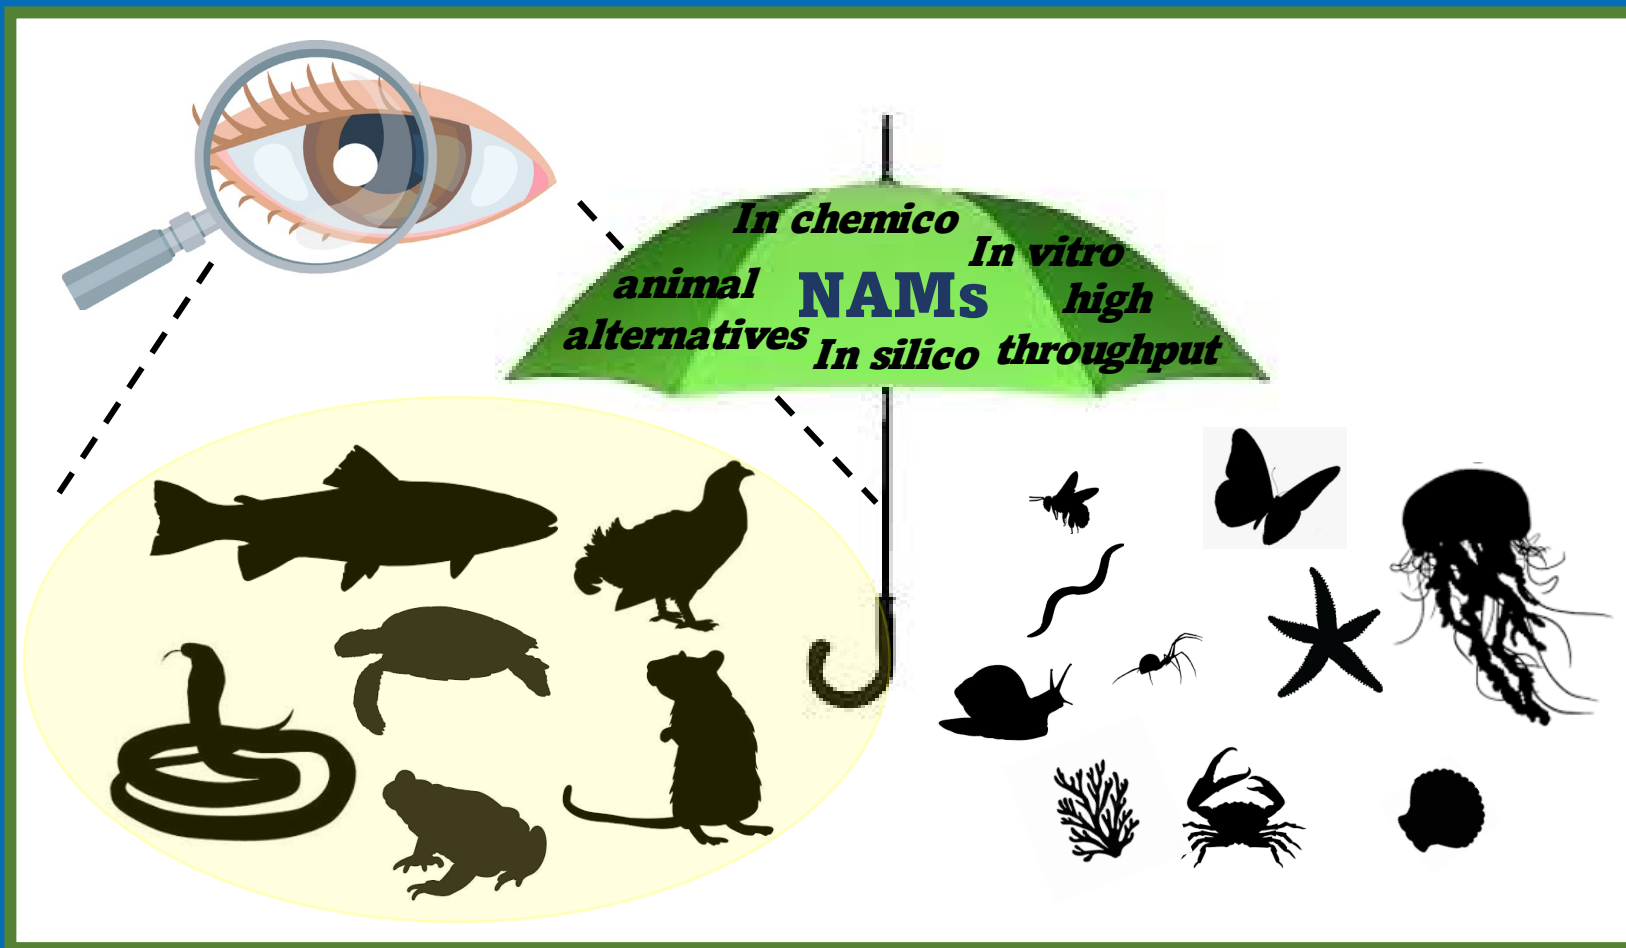 In chemico
In vitro
animal
alternatives
NAMs
high
throughput
In silico